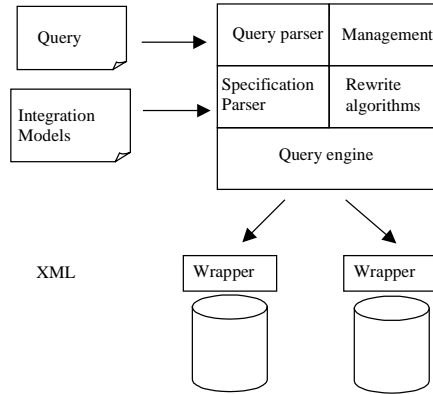 Query
Query parser
Management
Specification
Parser
Rewrite
algorithms
Integration
Models
Query engine
XML
Wrapper
Wrapper